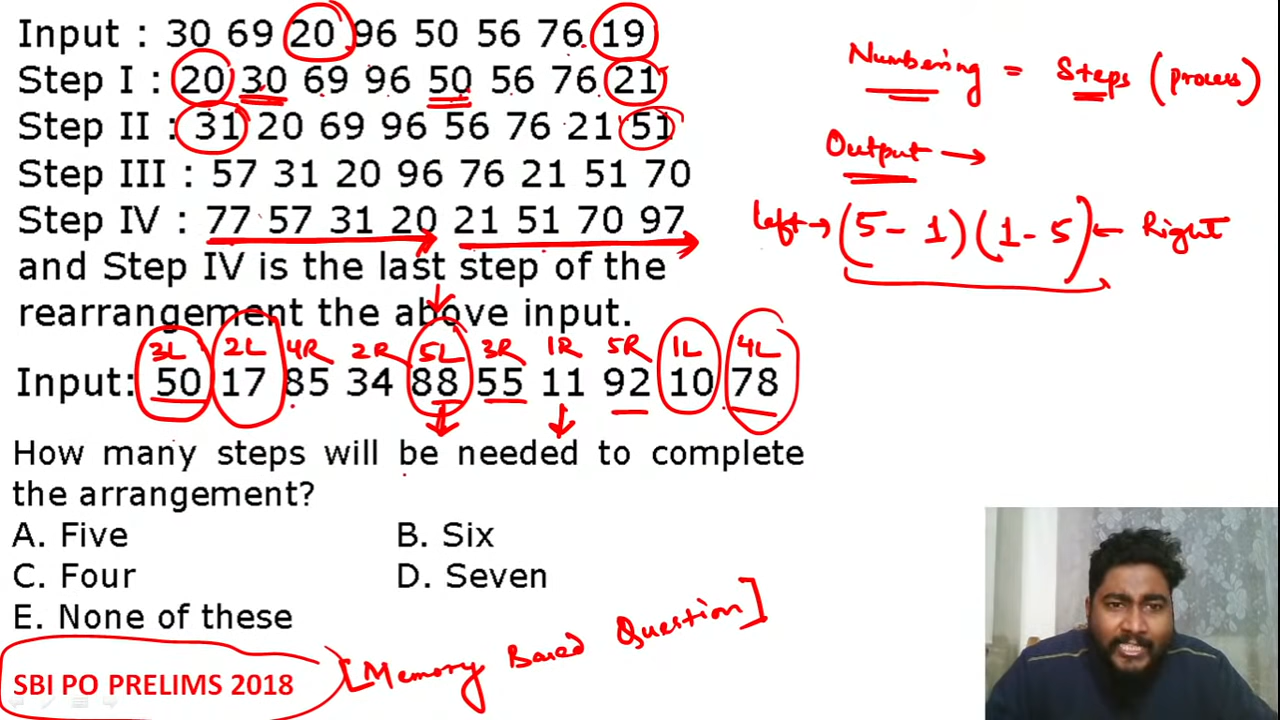 Input : 30 69 20 96 50 56 76 19
Step I : 20 30 69 96 50 56 76 21
Step II : 31 20 69 96 56 76 21 51
Step III : 57 31 20 96 76 21 51 70
Step IV : 77 57 31 20 21 51 70 97
and Step IV is the last step of the
rearrangement the above input.
3L 2L 4R 2R 5L 3R 1R 5R 1L 4L
Input: 50 17 85 34 88 55 11 92 10 78
How many steps will be needed to complete
the arrangement?
A. Five B. Six
C. Four D. Seven
E. None of these
SBI PO PRELIMS 2018 [Memory Based Question]
Numbering = Steps (process)
Output →
Left → (5 - 1) (1 - 5) ← Right